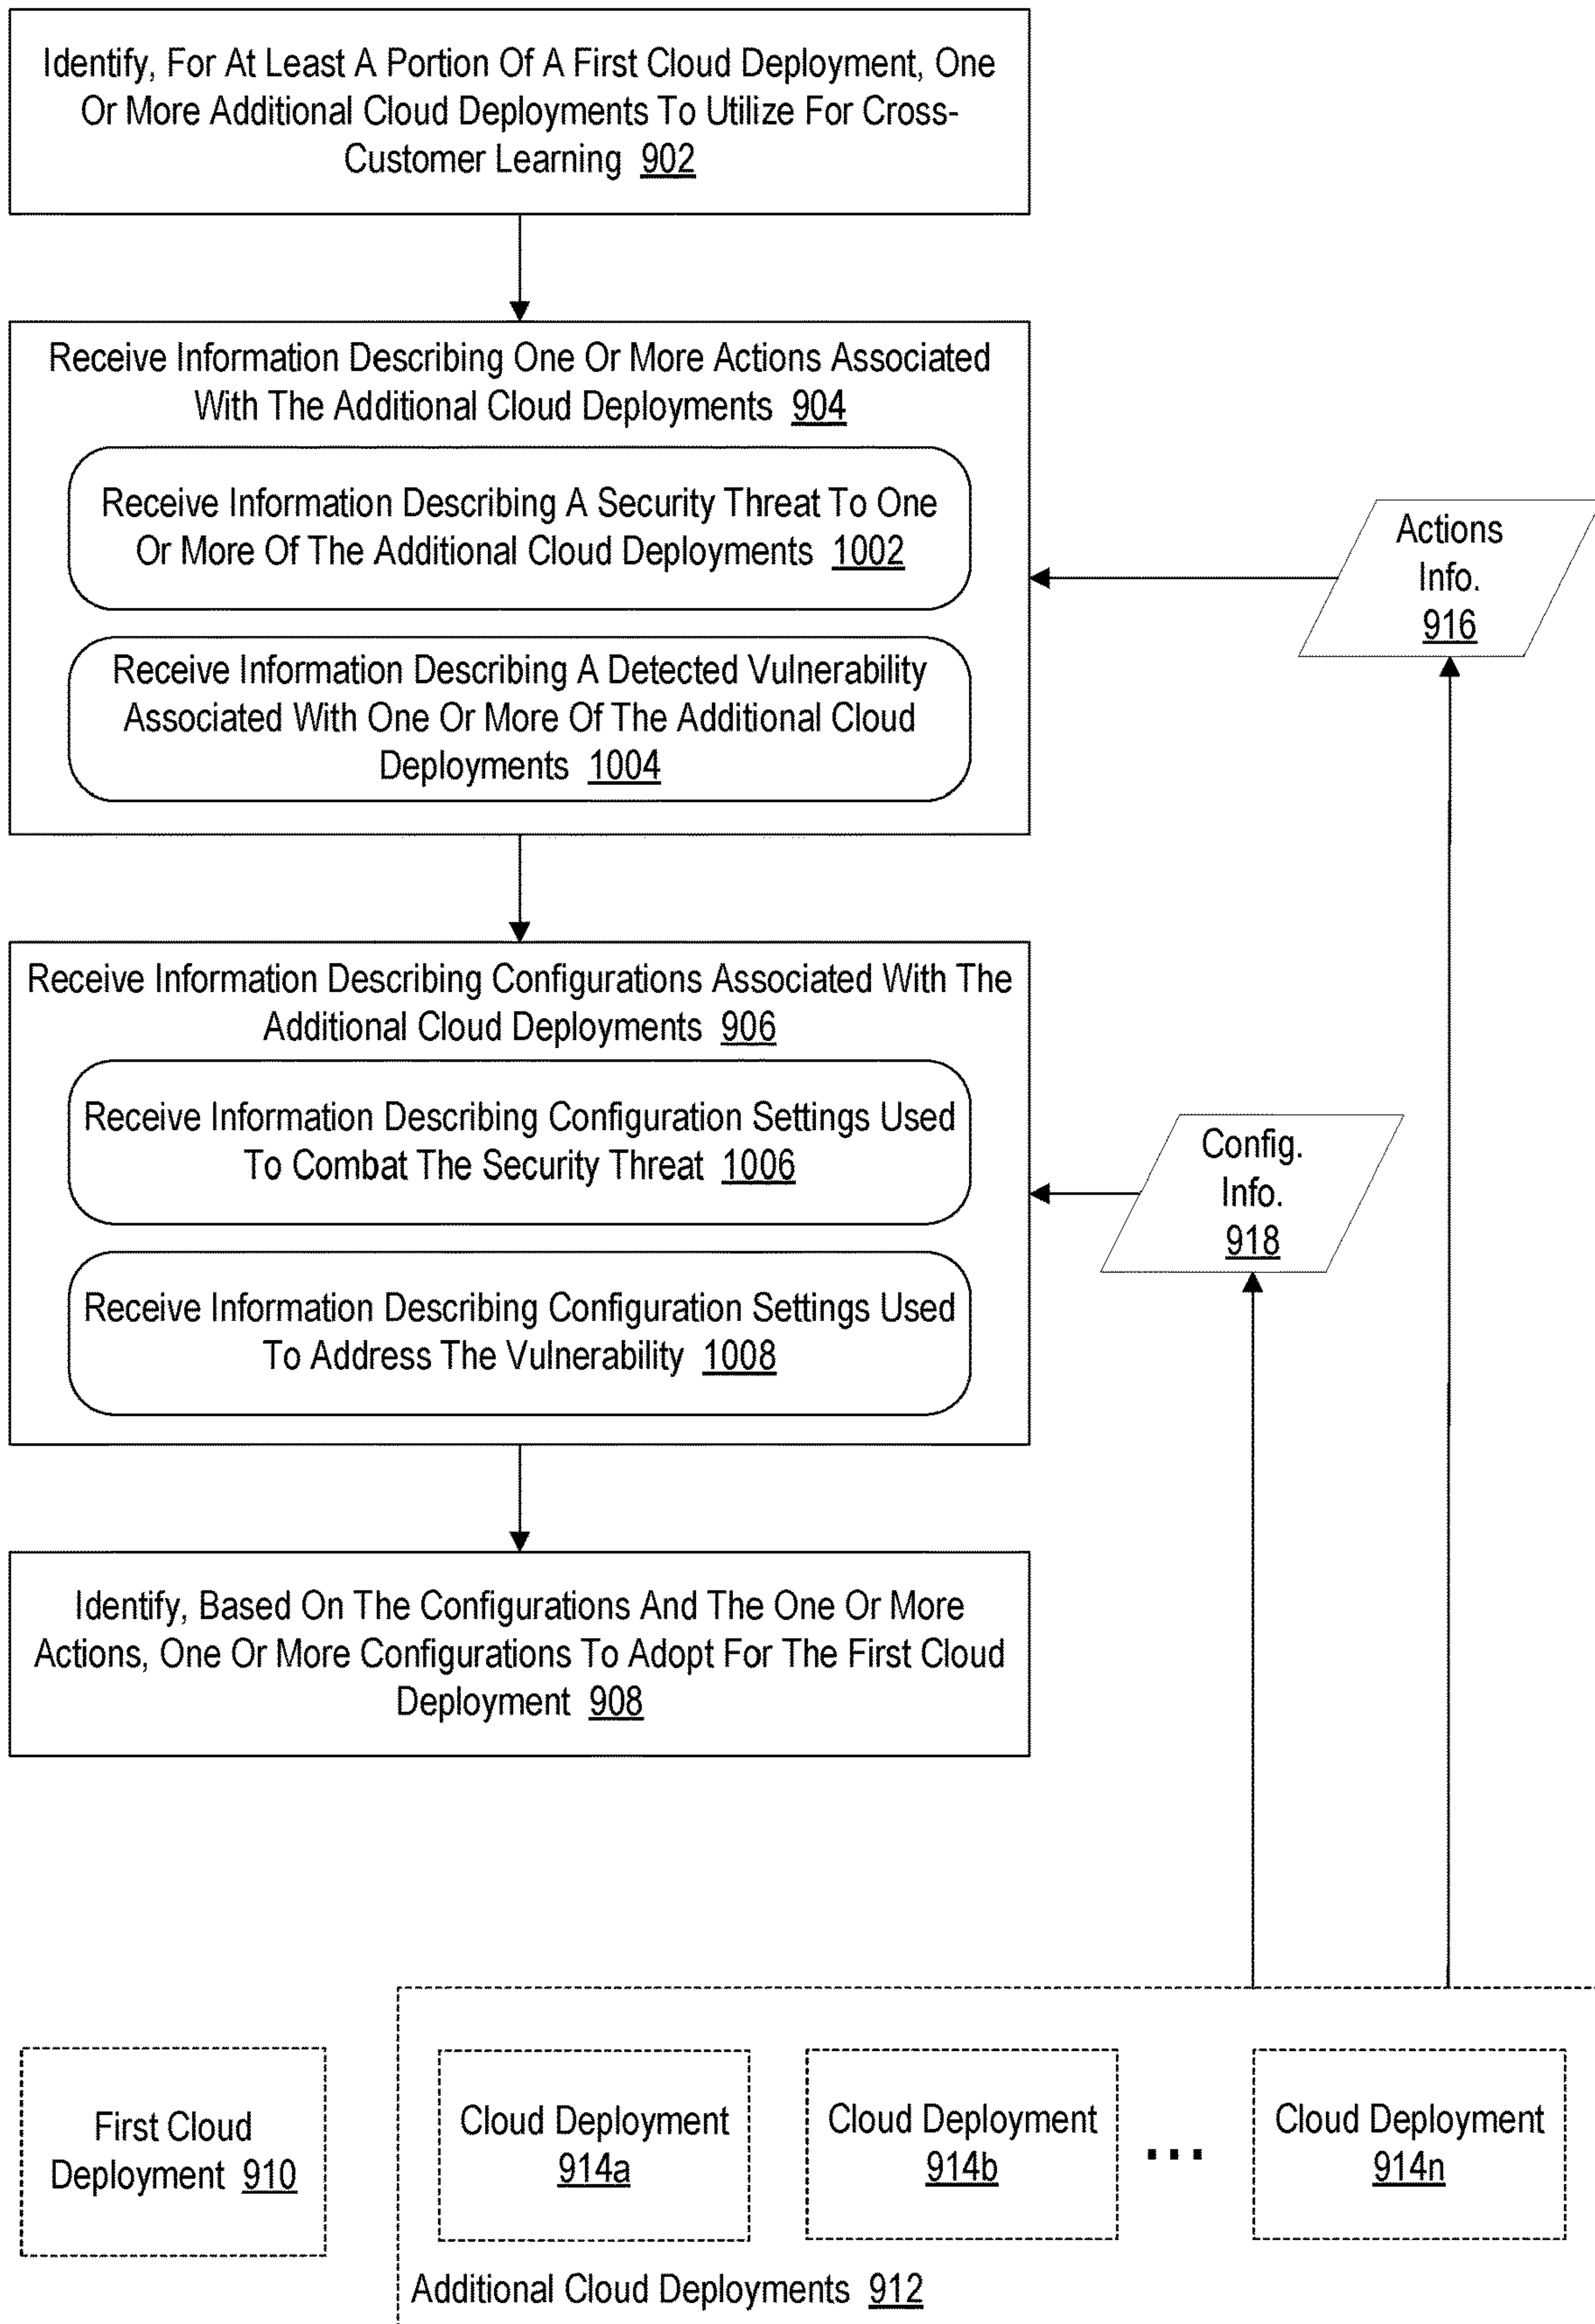 Identify, For At Least A Portion Of A First Cloud Deployment, One
Or More Additional Cloud Deployments To Utilize For Cross-
Customer Learning 902
Receive Information Describing One Or More Actions Associated
With The Additional Cloud Deployments 904
Receive Information Describing A Security Threat To One
Or More Of The Additional Cloud Deployments 1002
Receive Information Describing A Detected Vulnerability
Associated With One Or More Of The Additional Cloud
Deployments 1004
Actions
Info.
916
Receive Information Describing Configurations Associated With The
Additional Cloud Deployments 906
Receive Information Describing Configuration Settings Used
To Combat The Security Threat 1006
Receive Information Describing Configuration Settings Used
To Address The Vulnerability 1008
Config.
Info.
918
Identify, Based On The Configurations And The One Or More
Actions, One Or More Configurations To Adopt For The First Cloud
Deployment 908
First Cloud
Deployment 910
Cloud Deployment
914a
Cloud Deployment
914b
...
Cloud Deployment
914n
Additional Cloud Deployments 912